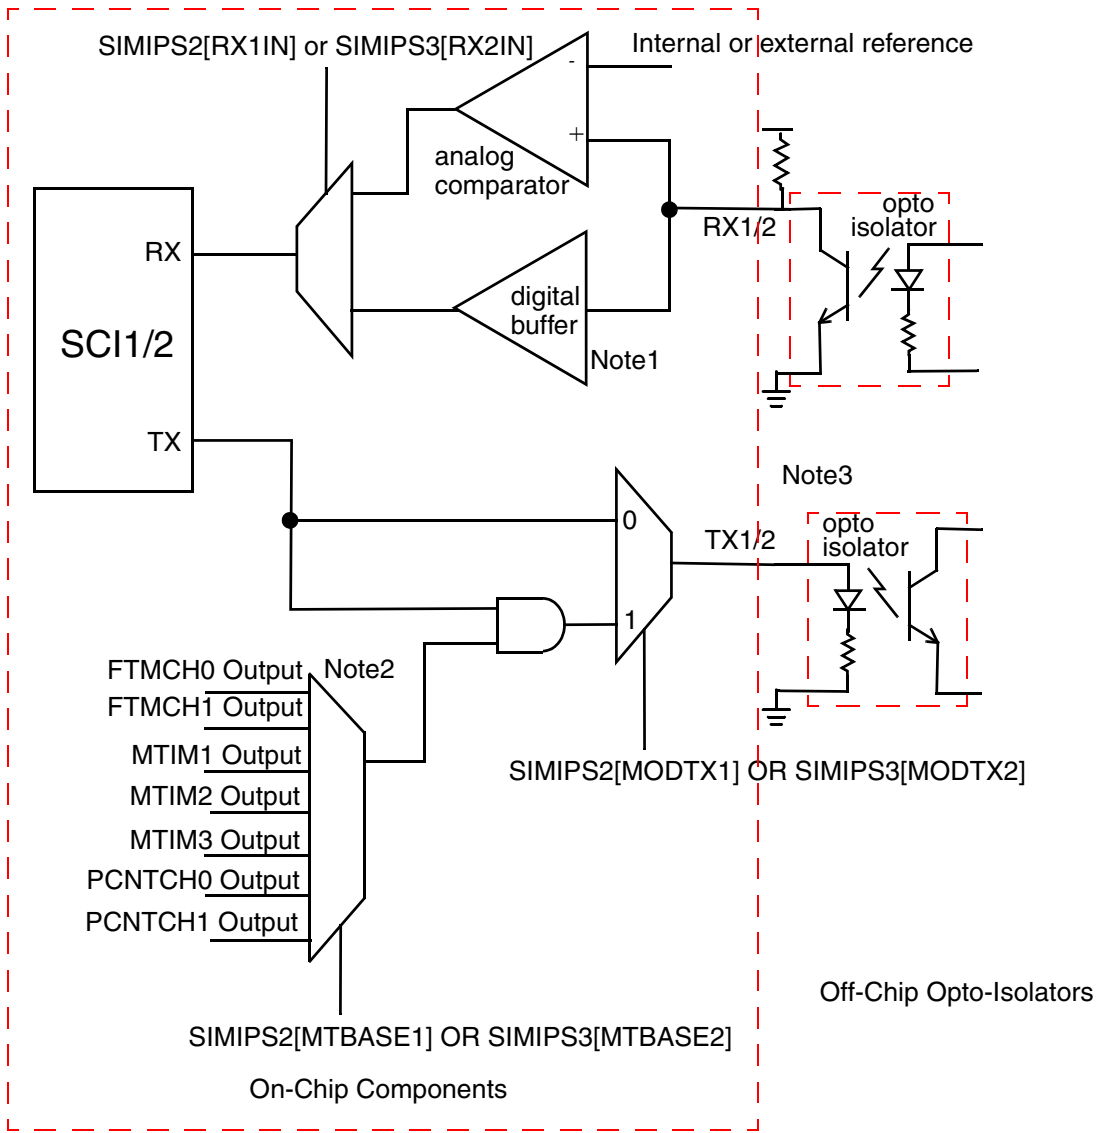 SIMIPS2[RX1IN] or SIMIPS3[RX2IN]
Internal or external reference
-
+
analog
comparator
RX1/2
opto
isolator
RX
digital
buffer
Note1
SCI1/2
TX
Note3
0
TX1/2
opto
isolator
1
FTMCH0 Output
Note2
FTMCH1 Output
MTIM1 Output
MTIM2 Output
MTIM3 Output
PCNTCH0 Output
PCNTCH1 Output
SIMIPS2[MODTX1] OR SIMIPS3[MODTX2]
Off-Chip Opto-Isolators
SIMIPS2[MTBASE1] OR SIMIPS3[MTBASE2]
On-Chip Components